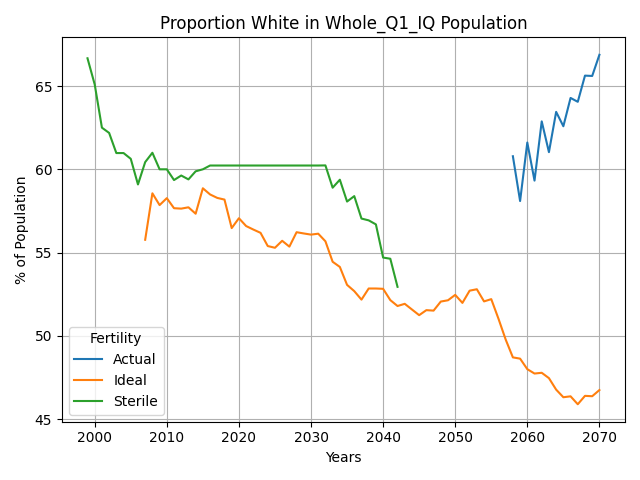 Proportion White in Whole_Q1_IQ Population
% of Population
65
60
55
50
45
Fertility
Actual
Ideal
Sterile
2000 2010 2020 2030 2040 2050 2060 2070
Years